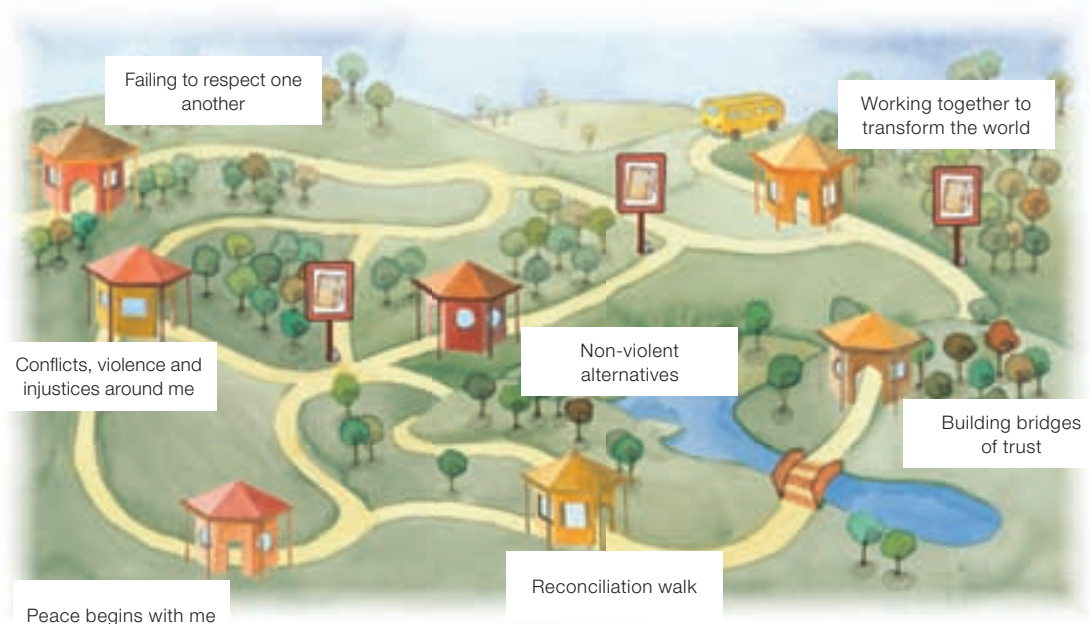 Failing to respect one
another
Working together to
transform the world
Conflicts, violence and
injustices around me
Non-violent
alternatives
Building bridges
of trust
Reconciliation walk
Peace begins with me